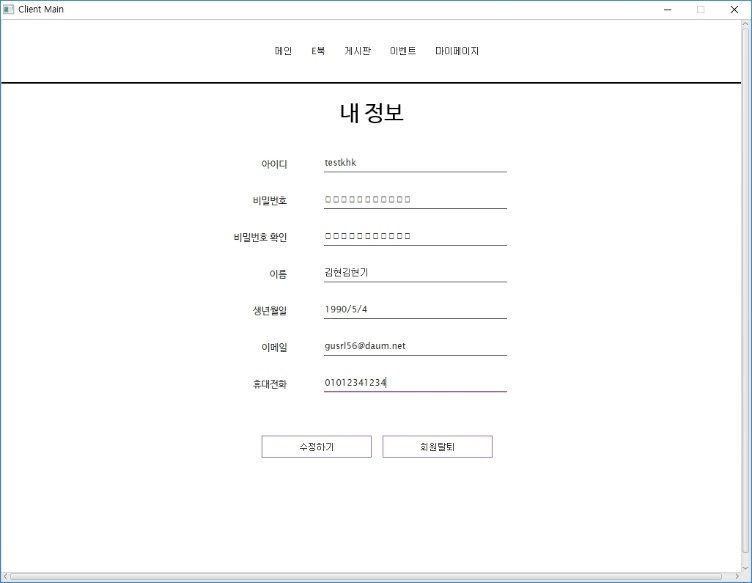 Client Main
메인 E북 게시판 이벤트 마이페이지
내 정보
아이디 testkhk
비밀번호 □□□□□□□□□□□
비밀번호 확인 □□□□□□□□□□□
이름 김현김현기
생년월일 1990/5/4
이메일 gusrl56@daum.net
휴대전화 01012341234
수정하기 회원탈퇴